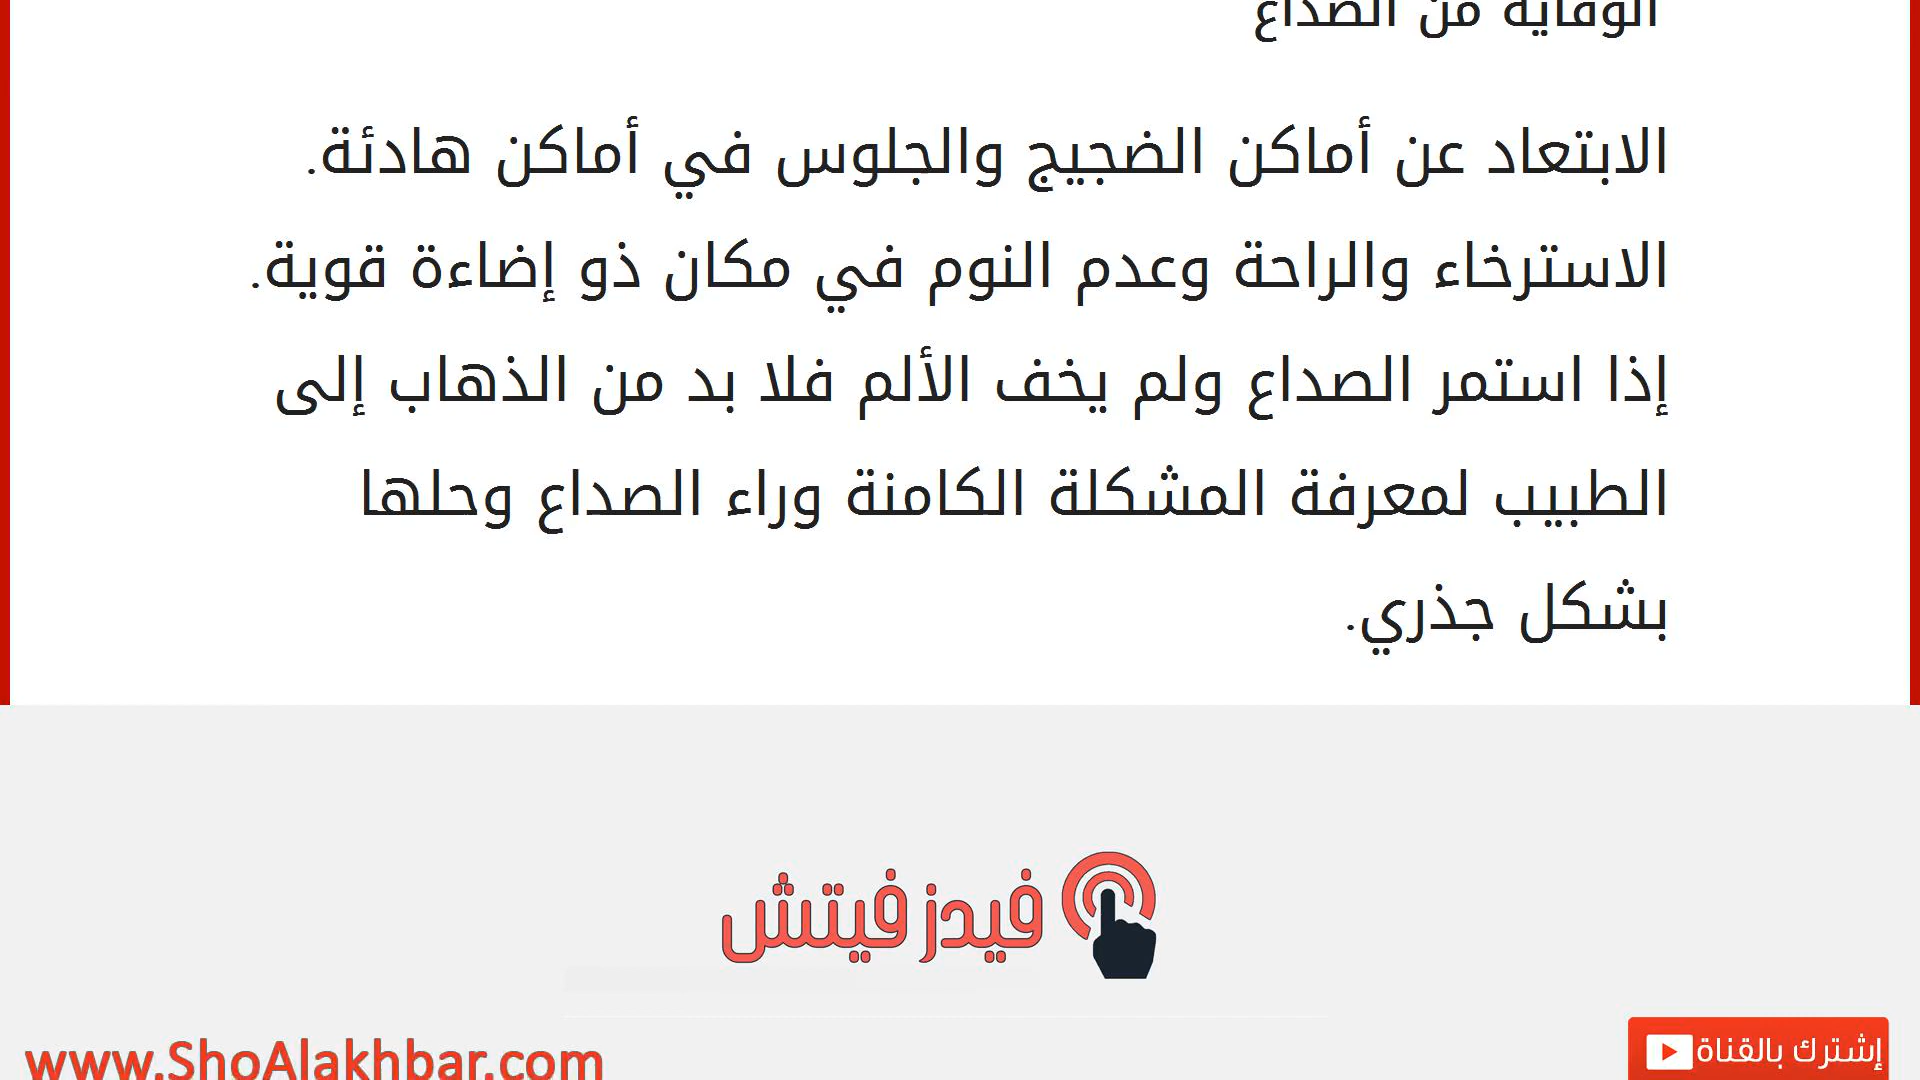 الوقاية من الصداع
الابتعاد عن أماكن الضجيج والجلوس في أماكن هادئة.
الاسترخاء والراحة وعدم النوم في مكان ذو إضاءة قوية.
إذا استمر الصداع ولم يخف الألم فلا بد من الذهاب إلى
الطبيب لمعرفة المشكلة الكامنة وراء الصداع وحلها
بشكل جذري.
فيدز فيتش
www.ShoAlakhbar.com
إشترك بالقناة